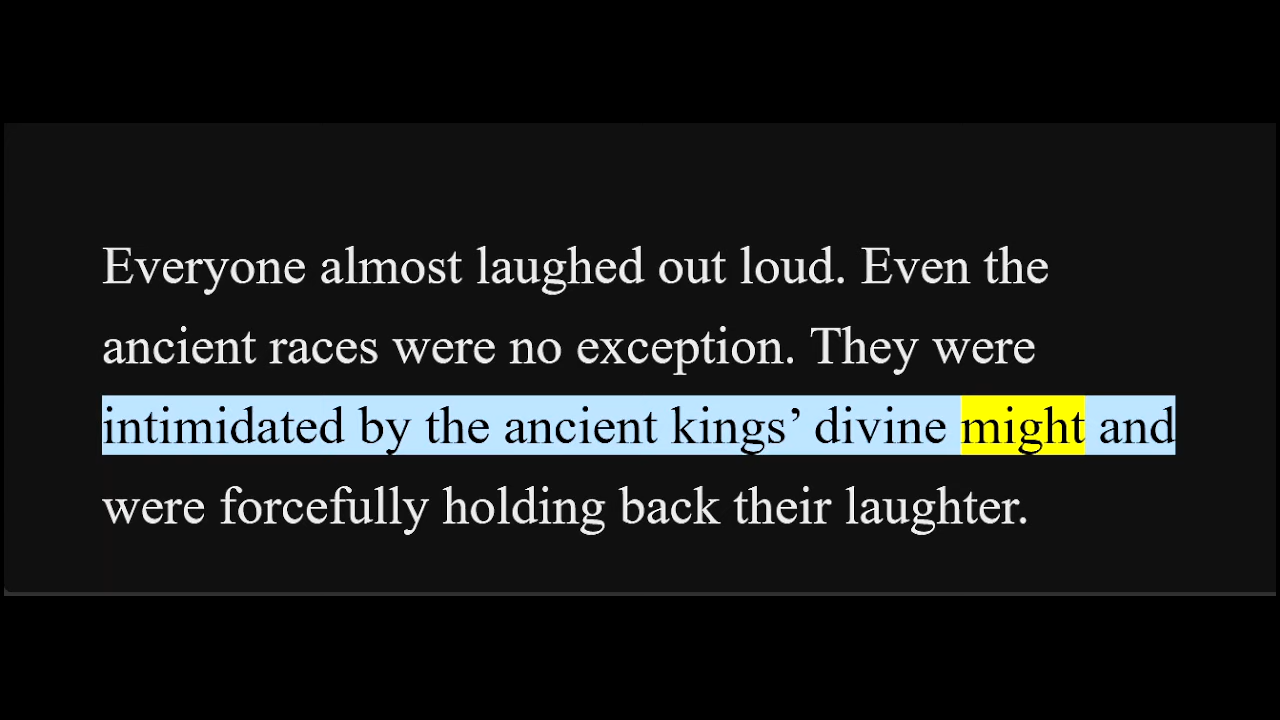 Everyone almost laughed out loud. Even the
ancient races were no exception. They were
intimidated by the ancient kings’ divine might and
were forcefully holding back their laughter.